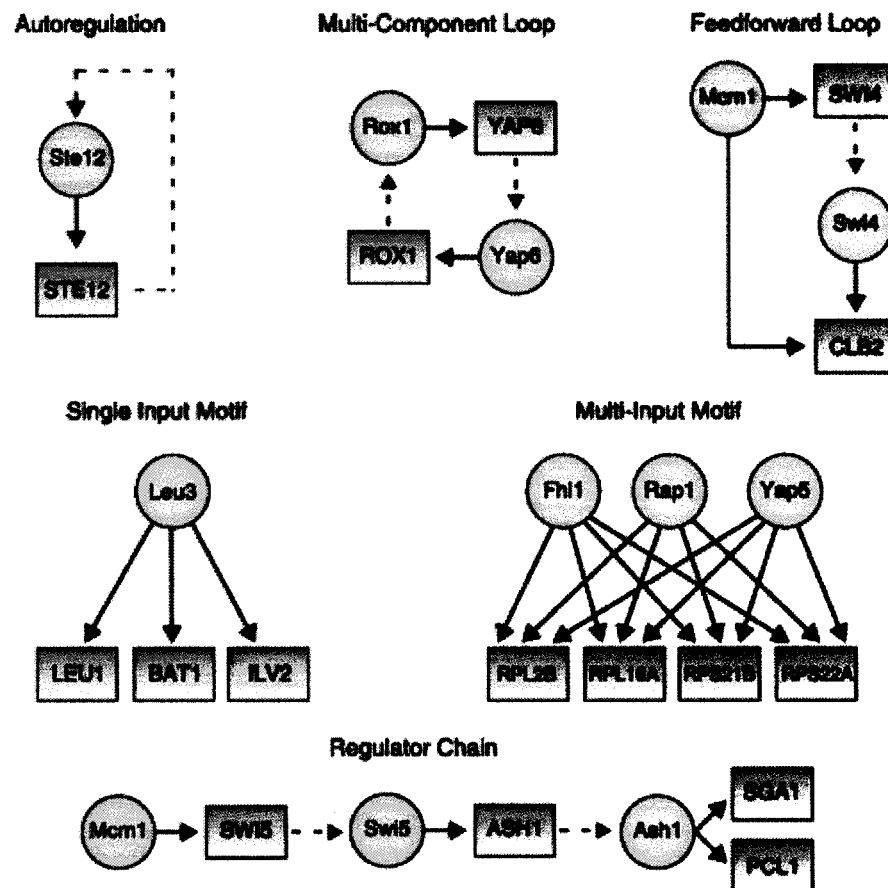 Autoregulation
Multi-Component Loop
Feedforward Loop
Ste12
STE12
Rox1
YAP6
ROX1
Yap6
Mcm1
SWI4
Swi4
CLB2
Single Input Motif
Multi-Input Motif
Leu3
LEU1
BAT1
ILV2
Fhl1
Rap1
Yap5
RPL2B
RPL16A
RPS21B
RPS22A
Regulator Chain
Mcm1
SWI5
Swi5
ASH1
Ash1
SGA1
PCL1